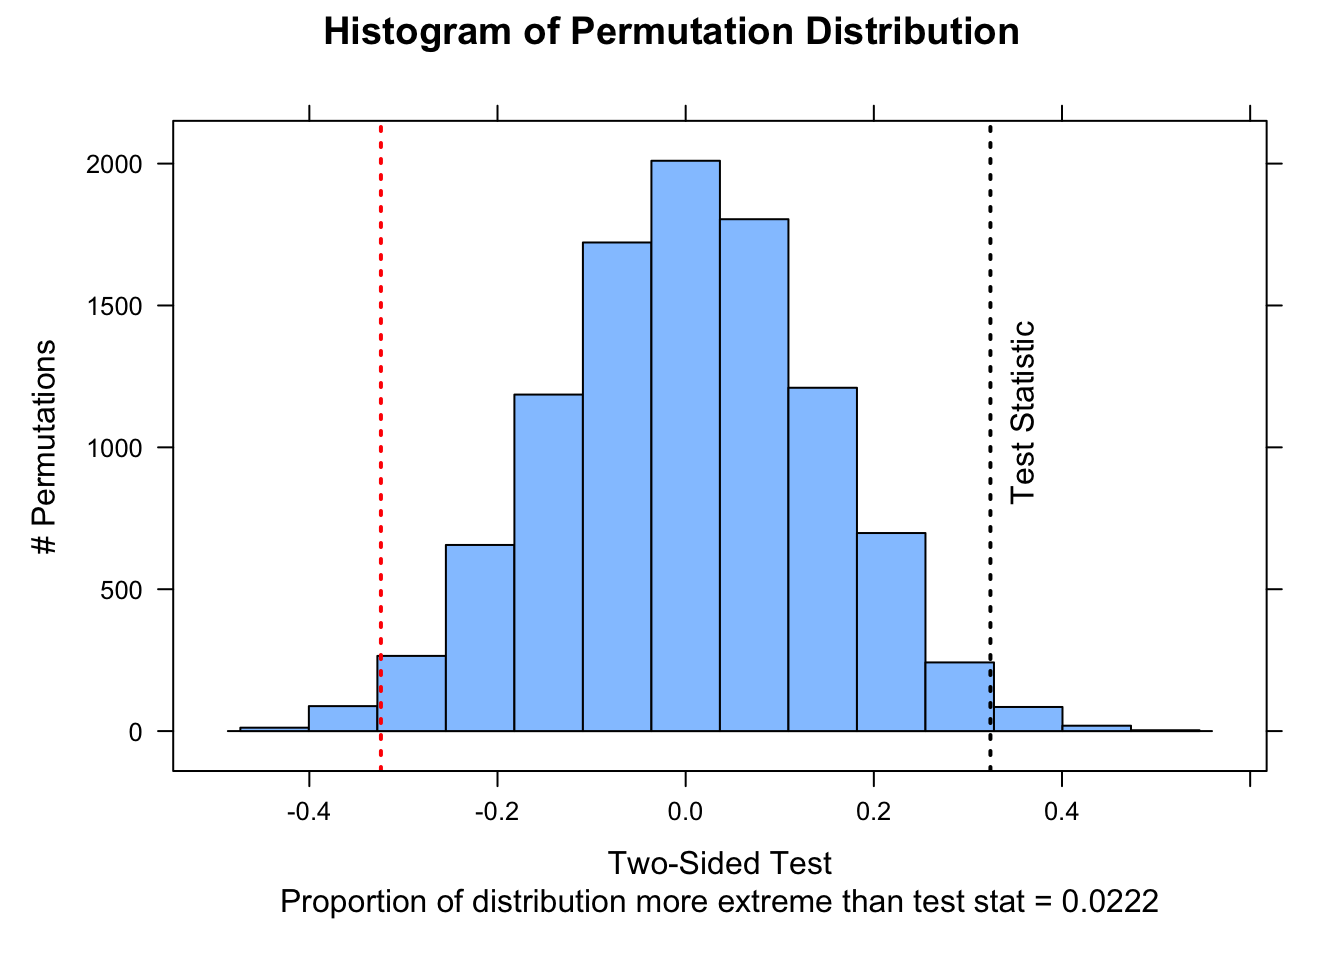 Histogram of Permutation Distribution
2000
1500
1000
500
0
# Permutations
Test Statistic
-0.4
-0.2
0.0
0.2
0.4
Two-Sided Test
Proportion of distribution more extreme than test stat = 0.0222